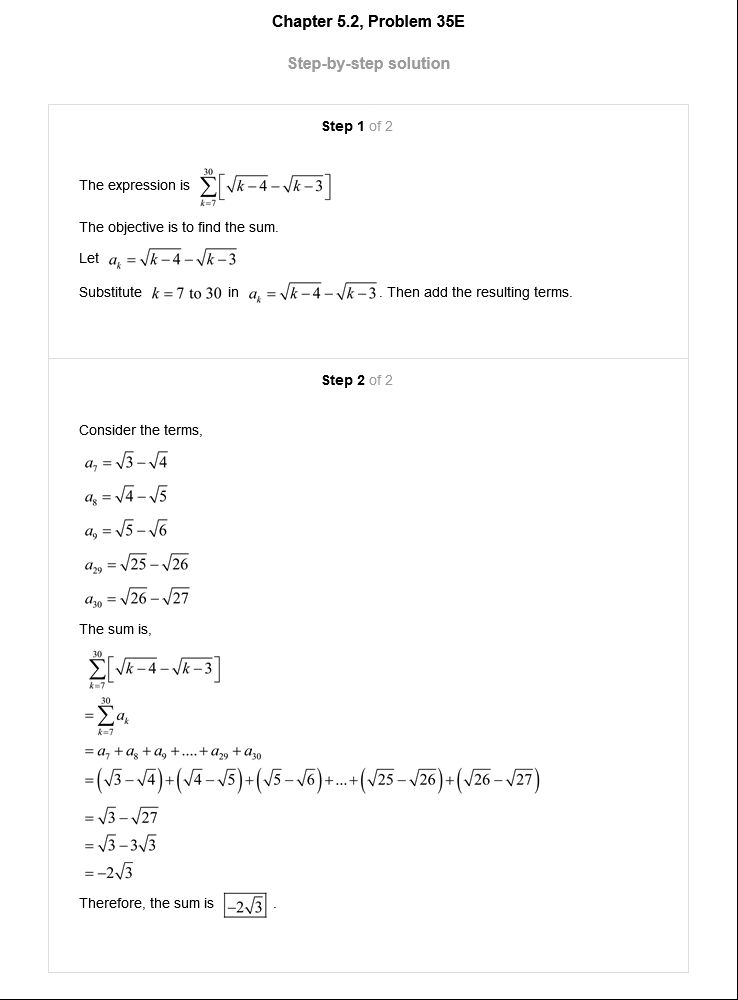 Chapter 5.2, Problem 35E
Step-by-step solution
Step 1 of 2
The expression is $\sum_{k=7}^{30}\left[\sqrt{k-4}-\sqrt{k-3}\right]$
The objective is to find the sum.
Let $a_k=\sqrt{k-4}-\sqrt{k-3}$
Substitute $k=7$ to $30$ in $a_k=\sqrt{k-4}-\sqrt{k-3}$. Then add the resulting terms.
Step 2 of 2
Consider the terms,
$a_7=\sqrt{3}-\sqrt{4}$
$a_8=\sqrt{4}-\sqrt{5}$
$a_9=\sqrt{5}-\sqrt{6}$
$a_{29}=\sqrt{25}-\sqrt{26}$
$a_{30}=\sqrt{26}-\sqrt{27}$
The sum is,
$\sum_{k=7}^{30}\left[\sqrt{k-4}-\sqrt{k-3}\right]$
$=\sum_{k=7}^{30}a_k$
$=a_7+a_8+a_9+....+a_{29}+a_{30}$
$=\left(\sqrt{3}-\sqrt{4}\right)+\left(\sqrt{4}-\sqrt{5}\right)+\left(\sqrt{5}-\sqrt{6}\right)+...+\left(\sqrt{25}-\sqrt{26}\right)+\left(\sqrt{26}-\sqrt{27}\right)$
$=\sqrt{3}-\sqrt{27}$
$=\sqrt{3}-3\sqrt{3}$
$=-2\sqrt{3}$
Therefore, the sum is $\boxed{-2\sqrt{3}}$ .